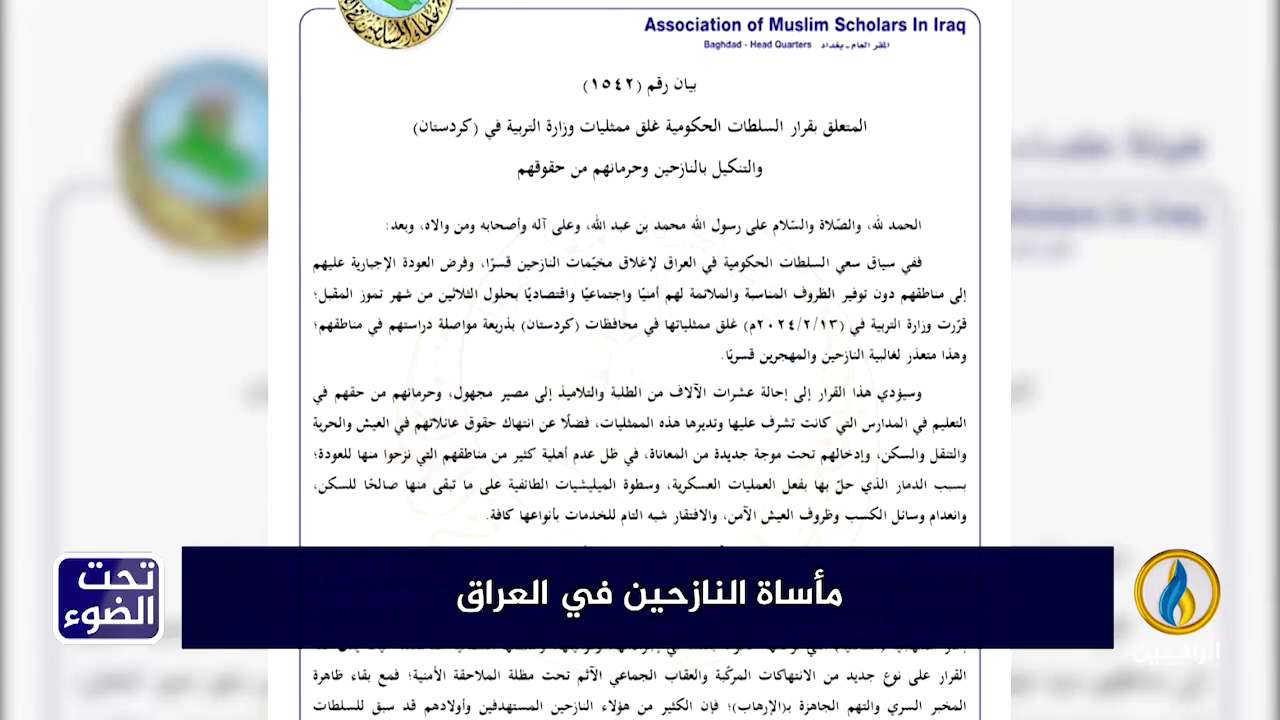 Association of Muslim Scholars In Iraq
Baghdad - Head Quarters المقر العام - بغداد
بيان رقم (١٥٤٢)
المتعلق بقرار السلطات الحكومية غلق ممثليات وزارة التربية في (كردستان)
والتنكيل بالنازحين وحرمانهم من حقوقهم
الحمد لله، والصّلاة والسّلام على رسول الله محمد بن عبد الله، وعلى آله وأصحابه ومن والاه، وبعد:
ففي سياق سعي السلطات الحكومية في العراق لإغلاق مخيّمات النازحين قسرًا، وفرض العودة الإجبارية عليهم
إلى مناطقهم دون توفير الظروف المناسبة والملائمة لهم أمنيًا واجتماعيًا واقتصاديًا بحلول الثلاثين من شهر تموز المقبل؛
قرّرت وزارة التربية في (٢٠٢٤/٢/١٣م) غلق ممثلياتها في محافظات (كردستان) بذريعة مواصلة دراستهم في مناطقهم؛
وهذا متعذر لغالبية النازحين والمهجرين قسريًا.
وسيؤدي هذا القرار إلى إحالة عشرات الآلاف من الطلبة والتلاميذ إلى مصير مجهول، وحرمانهم من حقهم في
التعليم في المدارس التي كانت تشرف عليها وتديرها هذه الممثليات، فضلًا عن انتهاك حقوق عائلاتهم في العيش والحرية
والتنقل والسكن، وإدخالهم تحت موجة جديدة من المعاناة، في ظل عدم أهلية كثير من مناطقهم التي نزحوا منها للعودة؛
بسبب الدمار الذي حلّ بها بفعل العمليات العسكرية، وسطوة الميليشيات الطائفية على ما تبقى منها صالحًا للسكن،
وانعدام وسائل الكسب وظروف العيش الآمن، والافتقار شبه التام للخدمات بأنواعها كافة.
تحت
الضوء
مأساة النازحين في العراق
الرافدين
القرار على نوع جديد من الانتهاكات المركّبة والعقاب الجماعي الآثم تحت مظلة الملاحقة الأمنية؛ فمع بقاء ظاهرة
المخبر السري والتهم الجاهزة بـ(الإرهاب)؛ فإن الكثير من هؤلاء النازحين المستهدفين وأولادهم قد سبق للسلطات